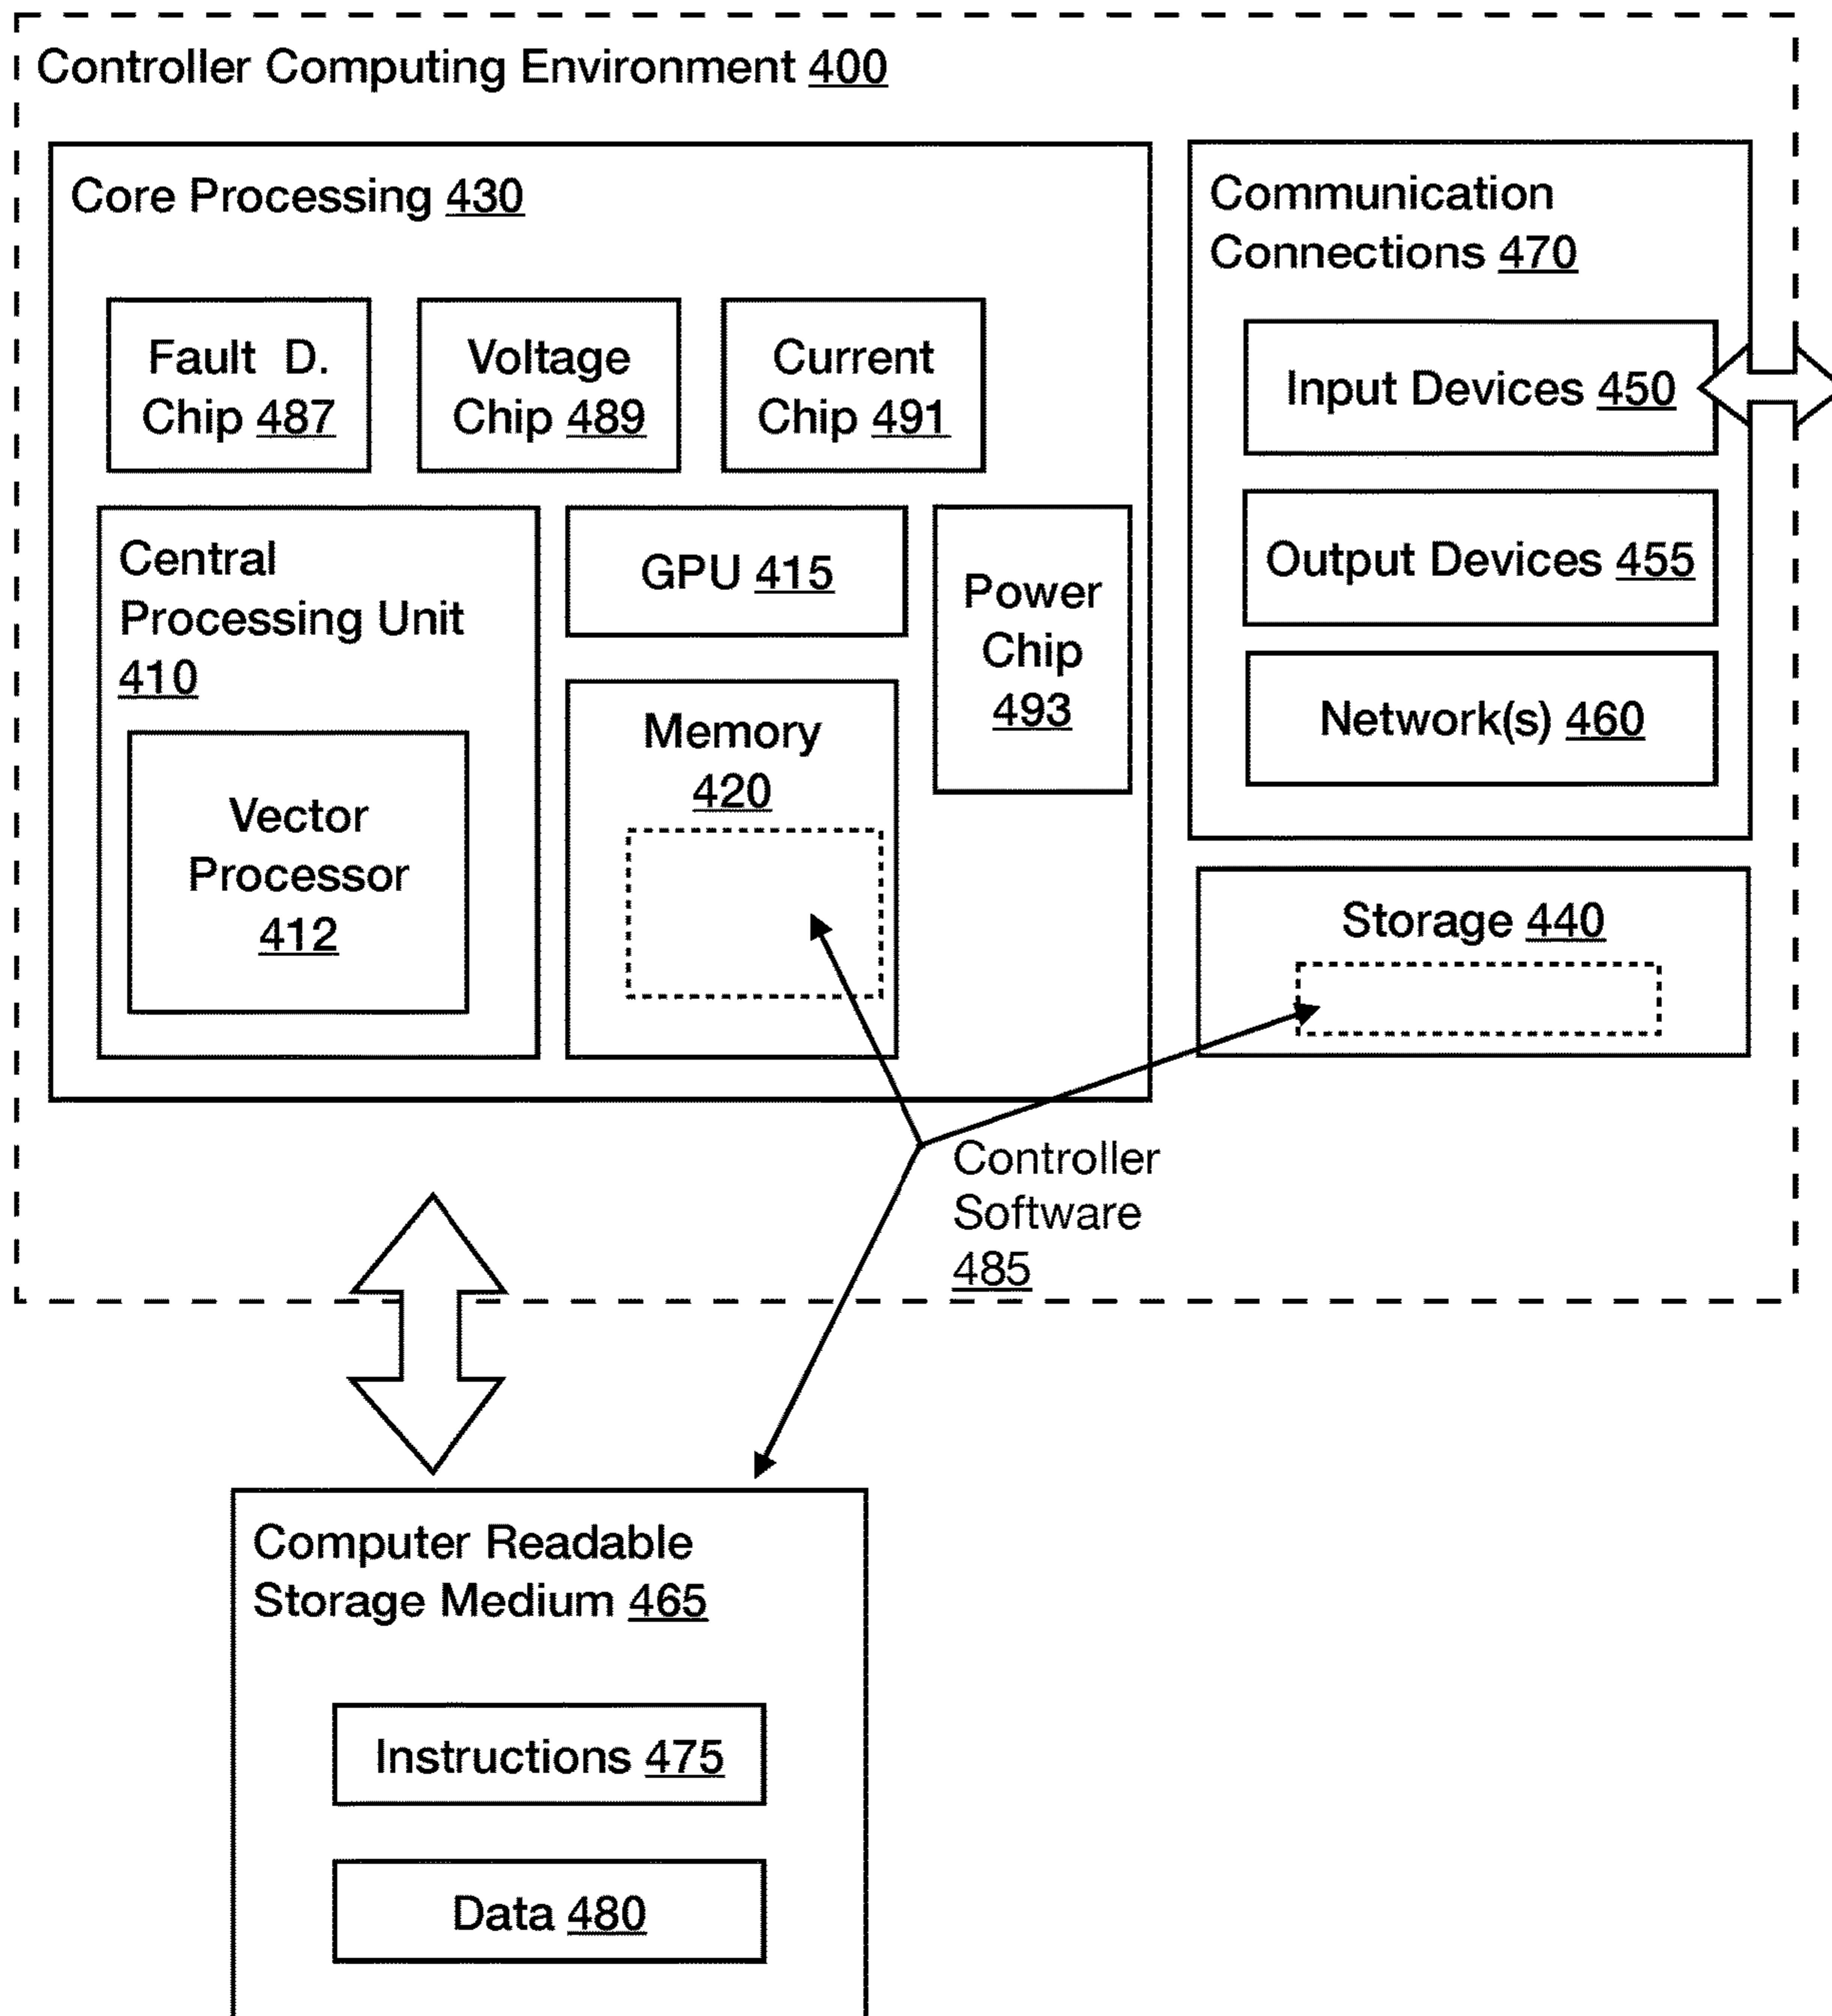 Controller Computing Environment 400
Core Processing 430
Fault D.
Chip 487
Voltage
Chip 489
Current
Chip 491
Central
Processing Unit
410
Vector
Processor
412
GPU 415
Memory
420
Power
Chip
493
Communication
Connections 470
Input Devices 450
Output Devices 455
Network(s) 460
Storage 440
Controller
Software
485
Computer Readable
Storage Medium 465
Instructions 475
Data 480